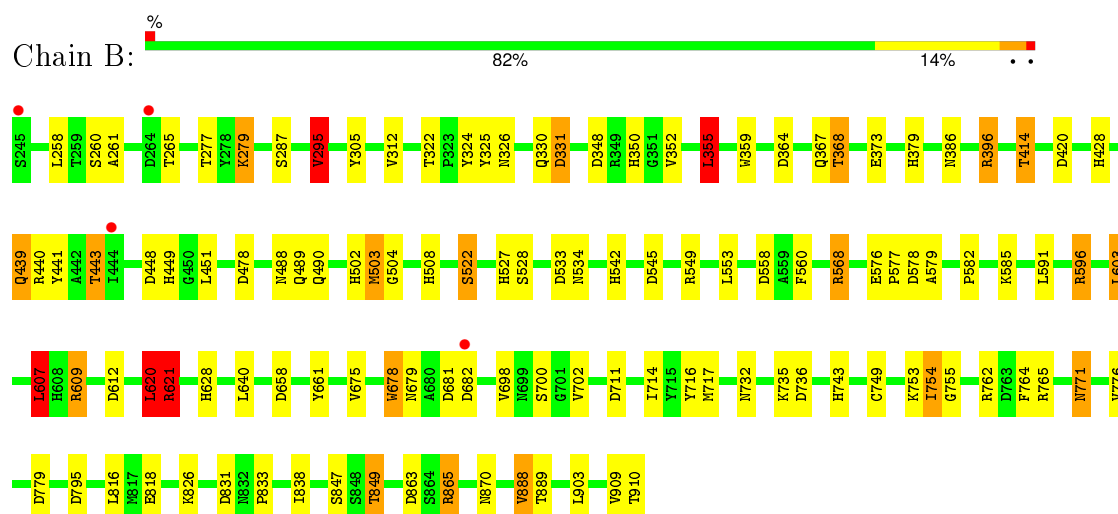 %
Chain B:
82% 14% • •
S245 L258 T259 S260 A261 D264 T265 T277 Y278 K279 S287 V295 Y305 V312 T322 P323 Y324 Y325 N326 Q330 D331 D348 R349 H350 G351 V352 L355 W359 D364 Q367 T368 E373 H379 N386 R396 T414 D420 H428
Q439 R440 Y441 A442 T443 I444 D448 H449 G450 L451 D478 N488 Q489 Q490 H502 M503 G504 H508 S522 H527 S528 D533 N534 H542 D545 R549 L553 D558 A559 F560 R568 E576 P577 D578 A579 P582 K585 L591 R596 L603
L607 H608 R609 D612 L620 R621 H628 L640 D658 Y661 V675 W678 N679 A680 D681 D682 V698 N699 S700 G701 V702 D711 I714 Y715 Y716 M717 N732 K735 D736 H743 C749 K753 I754 G755 R762 D763 F764 R765 N771 V776
D779 D795 L816 M817 E818 K826 D831 N832 P833 I838 S847 S848 T849 D863 S864 R865 N870 V888 T889 L903 V909 T910